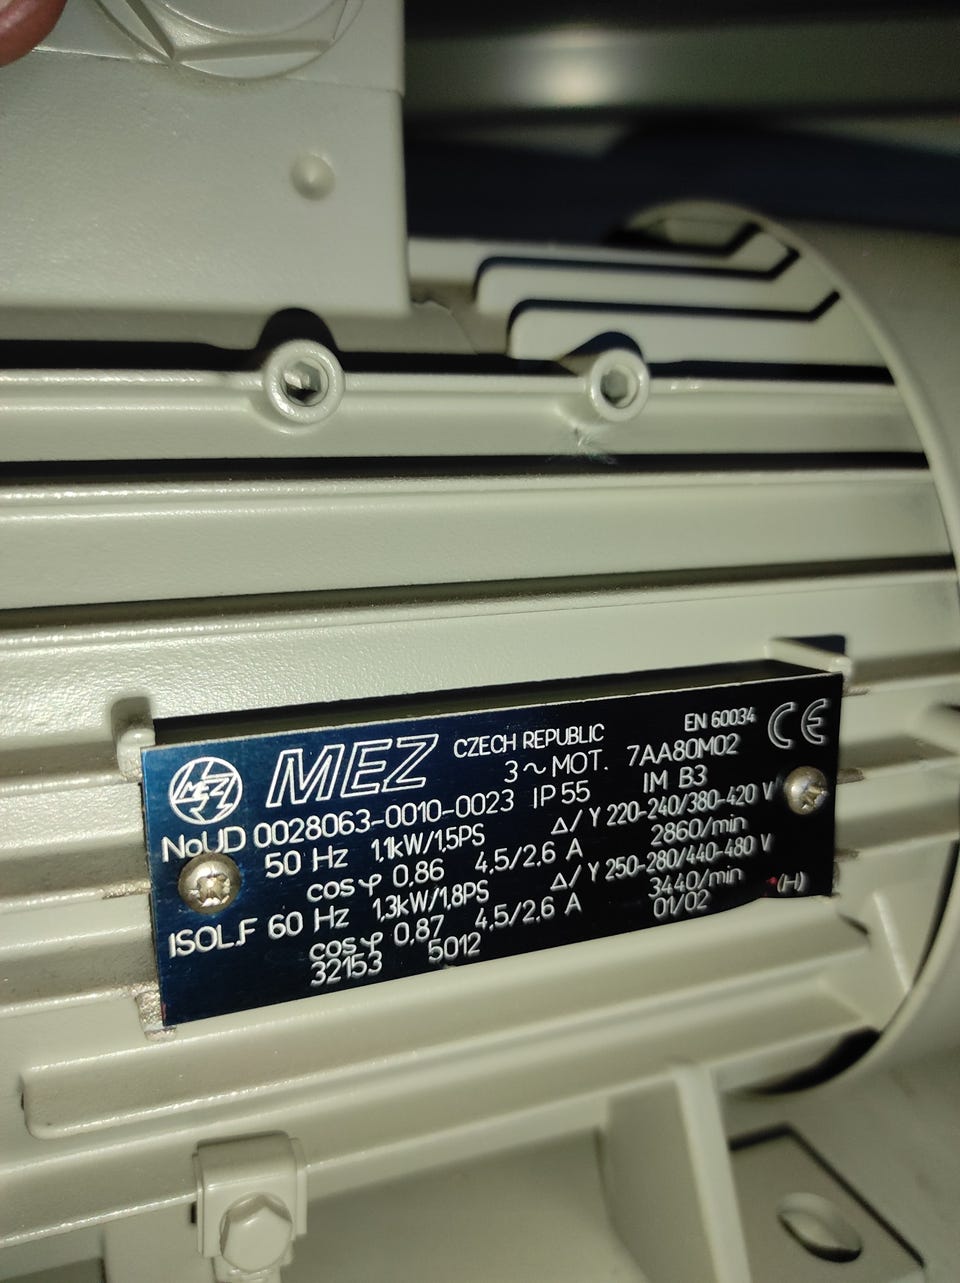 MEZ MEZ CZECH REPUBLIC EN 60034 CE
3 ~ MOT. 7AA80M02
NoUD 0028063-0010-0023 IP 55 IM B3
50 Hz 1,1kW/1,5PS Δ/Y 220-240/380-420 V
cos φ 0,86 4,5/2,6 A 2860/min
ISOL.F 60 Hz 1,3kW/1,8PS Δ/Y 250-280/440-480 V
cos φ 0,87 4,5/2,6 A 3440/min (H)
32153 5012 01/02